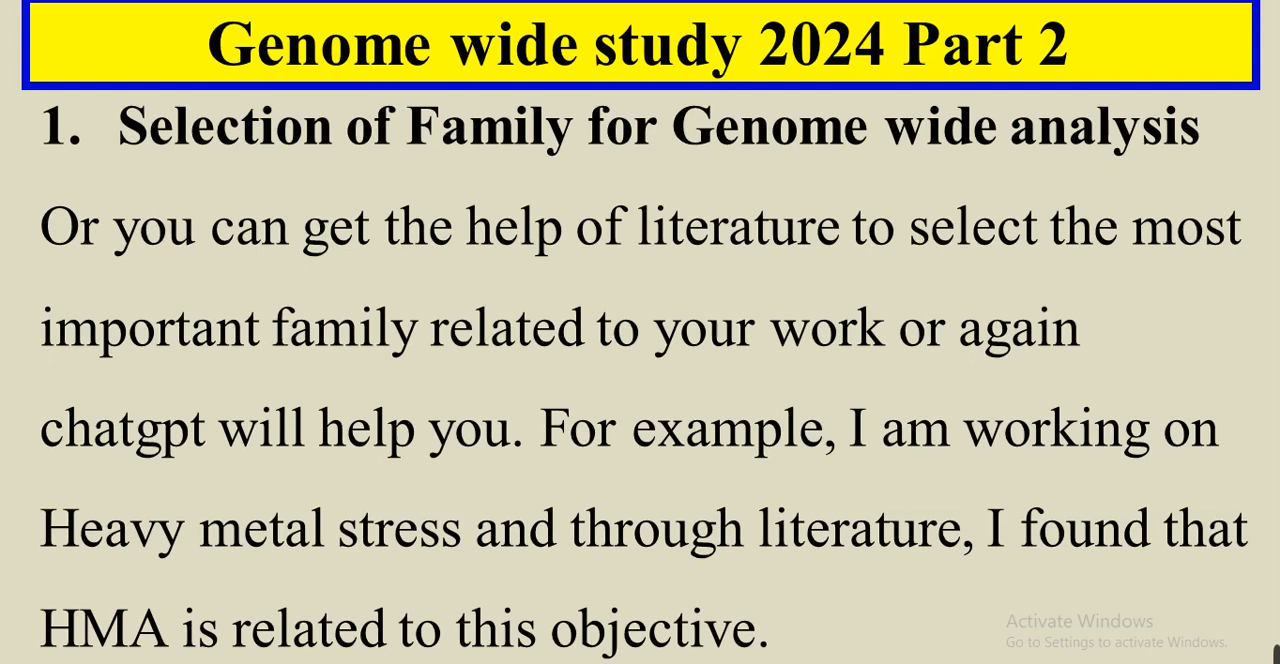 Genome wide study 2024 Part 2
1. Selection of Family for Genome wide analysis
Or you can get the help of literature to select the most
important family related to your work or again
chatgpt will help you. For example, I am working on
Heavy metal stress and through literature, I found that
HMA is related to this objective.
Activate Windows
Go to Settings to activate Windows.